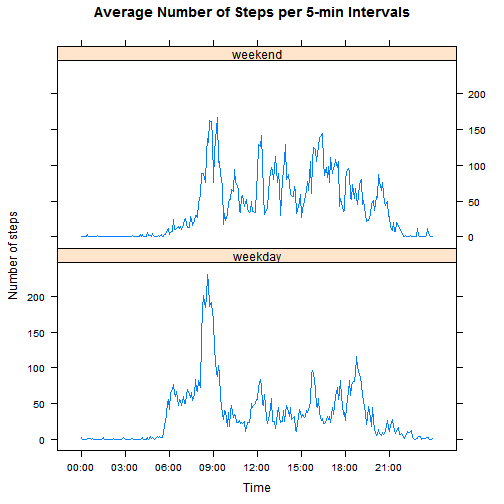 Average Number of Steps per 5-min Intervals
weekend
200
150
100
50
0
weekday
200
150
100
50
0
Number of steps
00:00 03:00 06:00 09:00 12:00 15:00 18:00 21:00
Time